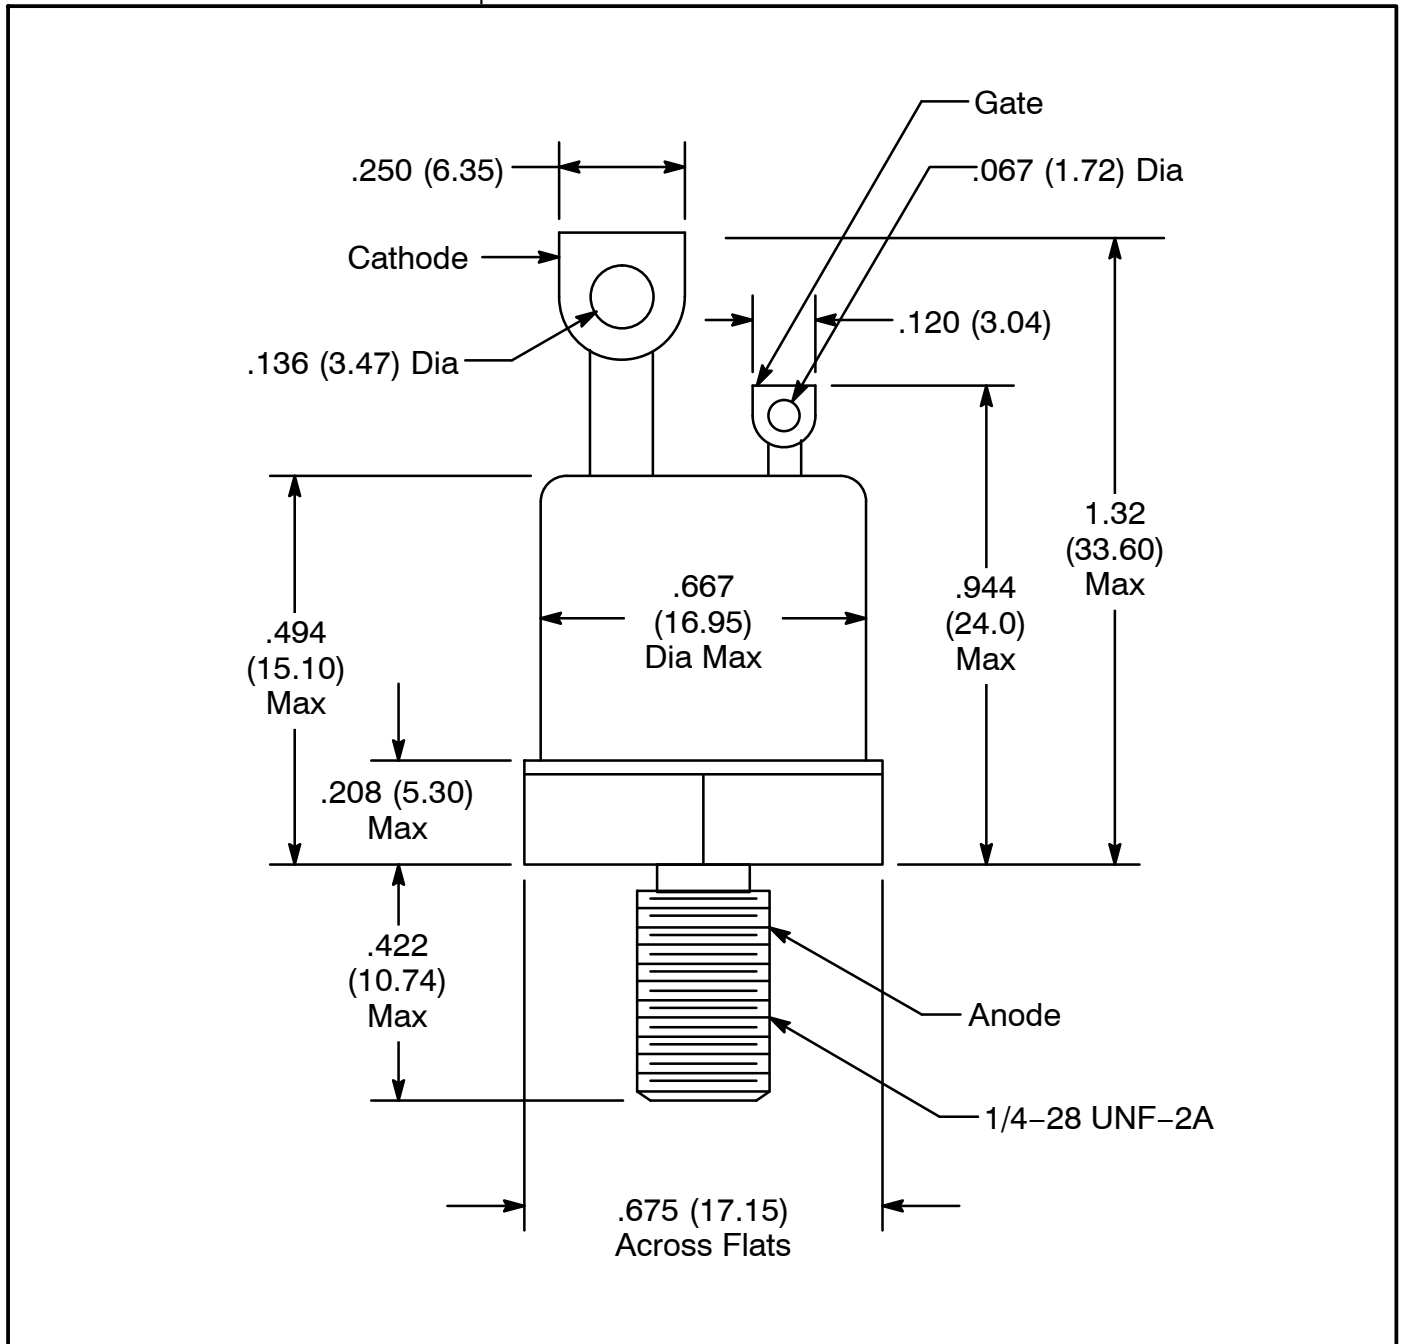 Gate
.250 (6.35)
.067 (1.72) Dia
Cathode
.120 (3.04)
.136 (3.47) Dia
1.32
(33.60)
Max
.667
(16.95)
Dia Max
.944
(24.0)
Max
.494
(15.10)
Max
.208 (5.30)
Max
.422
(10.74)
Max
Anode
1/4−28 UNF−2A
.675 (17.15)
Across Flats